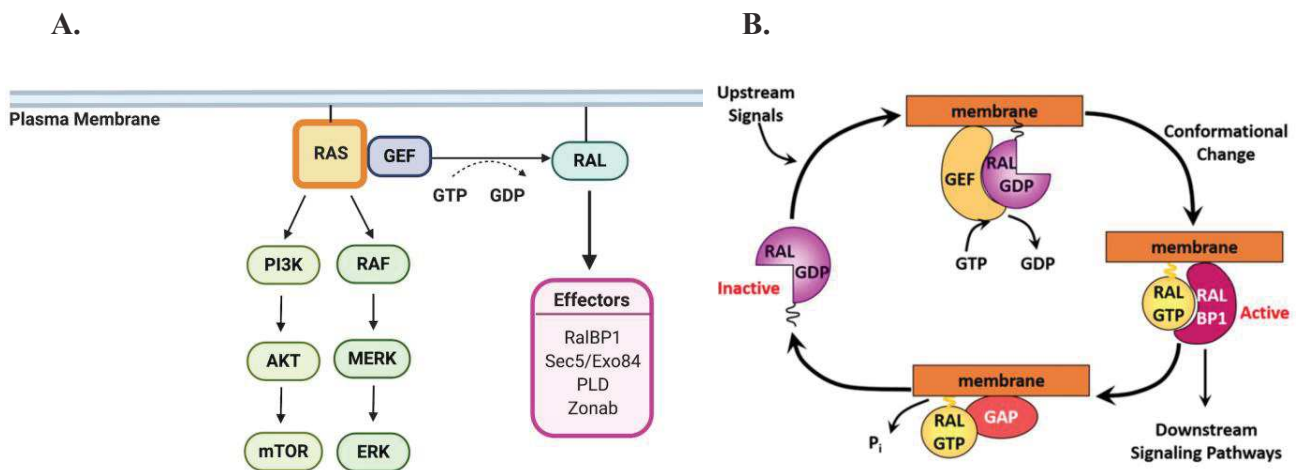 A.
Plasma Membrane
RAS
GEF
RAL
GTP
GDP
PI3K
RAF
AKT
MERK
mTOR
ERK
Effectors
RalBP1
Sec5/Exo84
PLD
Zonab
B.
Upstream
Signals
membrane
GEF
RAL
GDP
GTP
GDP
Conformational
Change
membrane
RAL
GTP
RAL
BP1
Active
Downstream
Signaling Pathways
membrane
RAL
GTP
GAP
Pi
RAL
GDP
Inactive